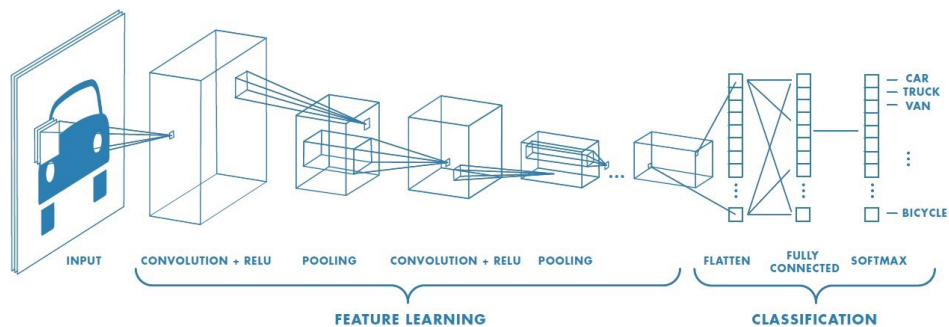 CAR
TRUCK
VAN
BICYCLE
INPUT
CONVOLUTION + RELU
POOLING
CONVOLUTION + RELU
POOLING
FLATTEN
FULLY
CONNECTED
SOFTMAX
FEATURE LEARNING
CLASSIFICATION